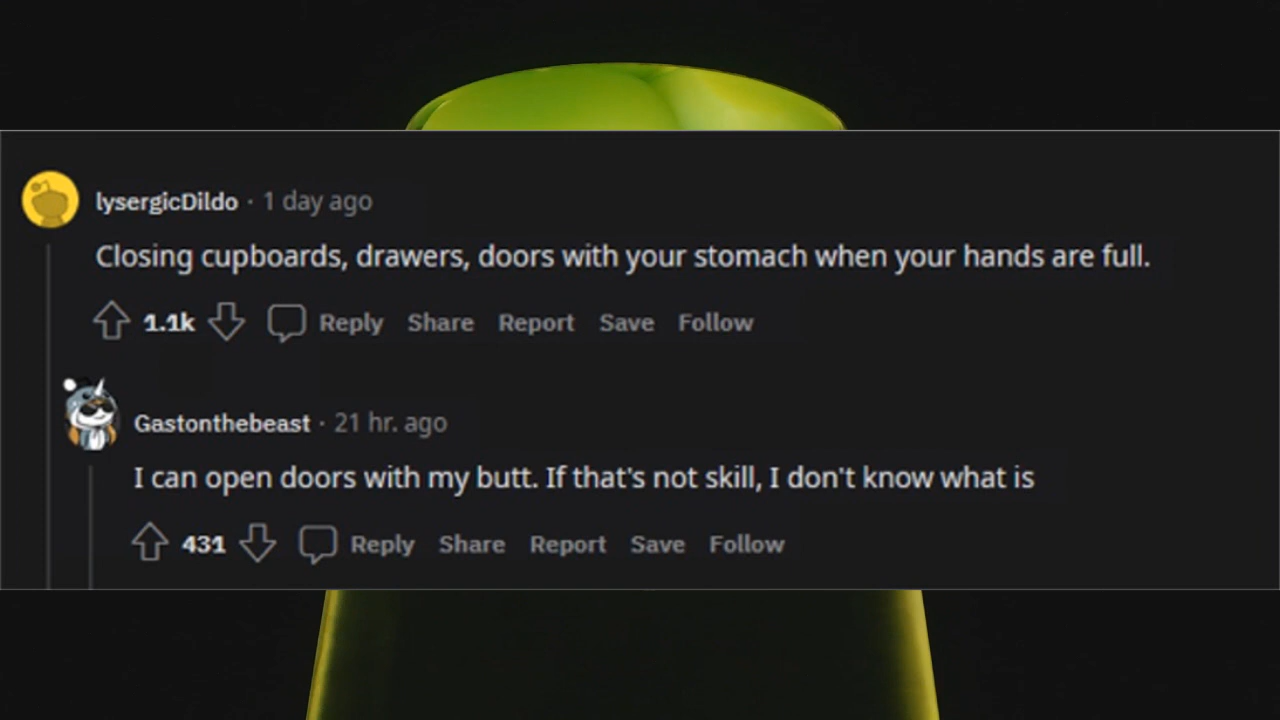 lysergicDildo · 1 day ago
Closing cupboards, drawers, doors with your stomach when your hands are full.
1.1k Reply Share Report Save Follow
Gastonthebeast · 21 hr. ago
I can open doors with my butt. If that's not skill, I don't know what is
431 Reply Share Report Save Follow